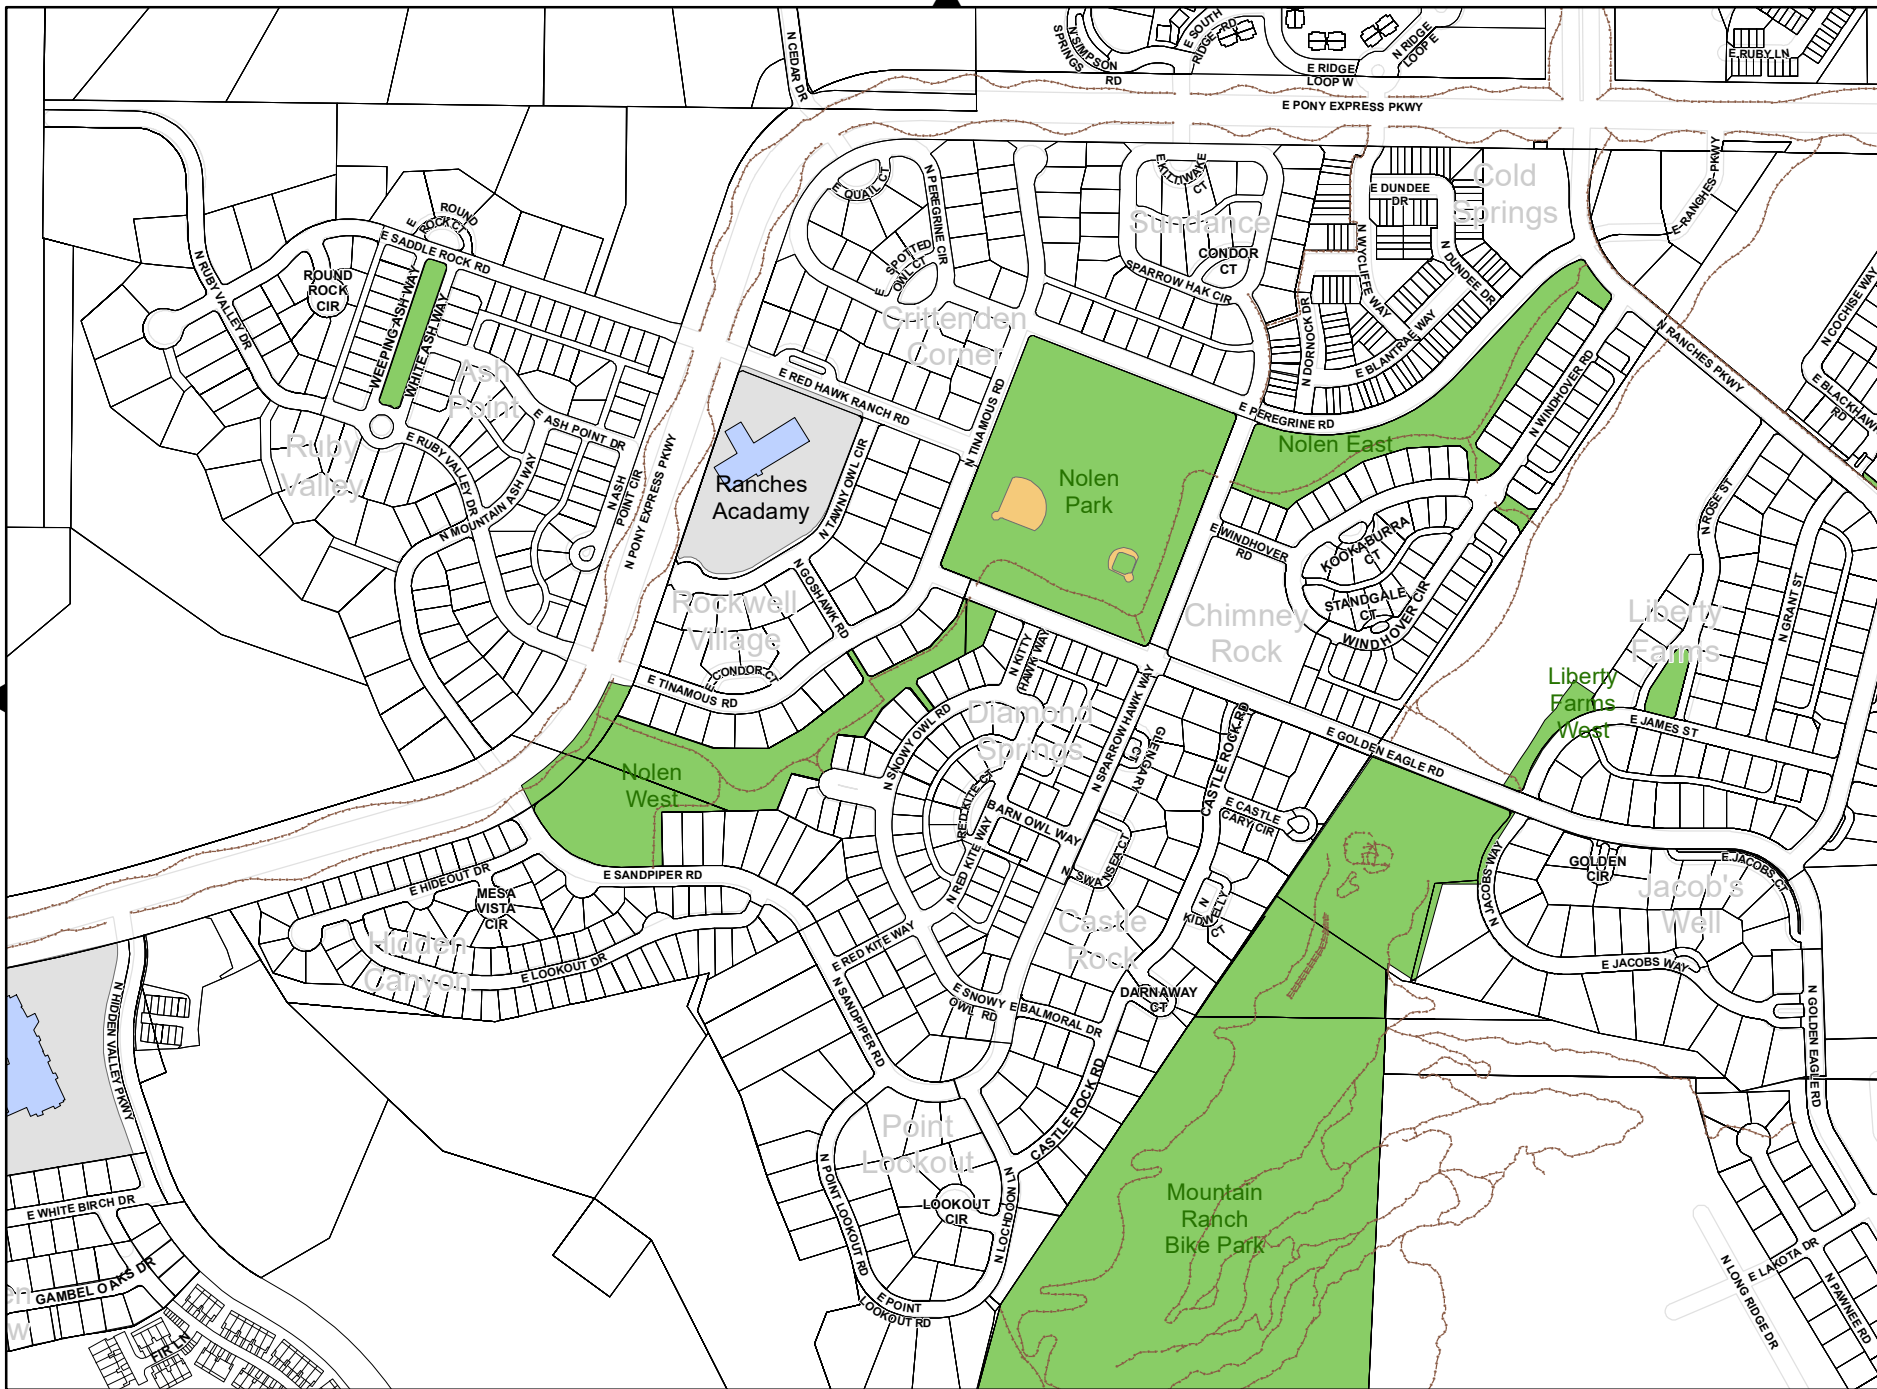 N CEDAR DR
N SIMPSON
SPRINGS
RD
E SOUTH
RIDGE RD
E RIDGE
LOOP W
N RIDGE
LOOP E
E RUBY LN
E PONY EXPRESS PKWY
E RANCHES PKWY
E QUAIL CT
N PEREGRINE CIR
E KITTIWAKE
CT
Sundance
CONDOR
CT
SPARROW HAK CIR
E DUNDEE
DR
Cold
Springs
N WYCLIFFE WAY
N DUNDEE DR
N DORNOCK DR
E BLANTRAE WAY
E ROUND
ROCK CT
E SADDLE ROCK RD
ROUND
ROCK
CIR
N RUBY VALLEY DR
WEEPING ASH WAY
WHITE ASH WAY
Ash
Point
E ASH POINT DR
Ruby
Valley
E RUBY VALLEY DR
N MOUNTAIN ASH WAY
N ASH
POINT CIR
N PONY EXPRESS PKWY
E SPOTTED
OWL CT
Crittenden
Corner
E RED HAWK RANCH RD
N TINAMOUS RD
Ranches
Acadamy
N TAWNY OWL CIR
Nolen
Park
E PEREGRINE RD
Nolen East
N WINDHOVER RD
N RANCHES PKWY
N COCHISE WAY
E BLACKHAWK
RD
E WINDHOVER
RD
KOOKABURRA
CT
STANDGALE
CT
WINDHOVER CIR
Chimney
Rock
N ROSE ST
N GRANT ST
Liberty
Farms
Liberty
Farms
West
E JAMES ST
Rockwell
Village
N GOSHAWK RD
E CONDOR CT
E TINAMOUS RD
Nolen
West
N KITTY
HAWK WAY
N SNOWY OWL RD
Diamond
Springs
N SPARROW HAWK WAY
GLENGARY
CT
CASTLE ROCK RD
E GOLDEN EAGLE RD
E CASTLE
CARY CIR
RED KITE CT
BARN OWL WAY
N RED KITE WAY
N SWANSEA CT
N
KIDWELLY
CT
Castle
Rock
E HIDEOUT DR
MESA
VISTA
CIR
E SANDPIPER RD
Hidden
Canyon
E LOOKOUT DR
E RED KITE WAY
N SANDPIPER RD
E SNOWY
OWL RD
E BALMORAL DR
DARNAWAY
CT
CASTLE ROCK RD
N JACOBS WAY
GOLDEN
CIR
E JACOBS CT
Jacob's
Well
E JACOBS WAY
N GOLDEN EAGLE RD
N HIDDEN VALLEY PKWY
E WHITE BIRCH DR
GAMBEL OAKS DR
FIR LN
en
w
Point
Lookout
LOOKOUT
CIR
N POINT LOOKOUT RD
N LOCHDOON LN
E POINT
LOOKOUT RD
Mountain
Ranch
Bike Park
E LAKOTA DR
N LONG RIDGE DR
N PAWNEE RD